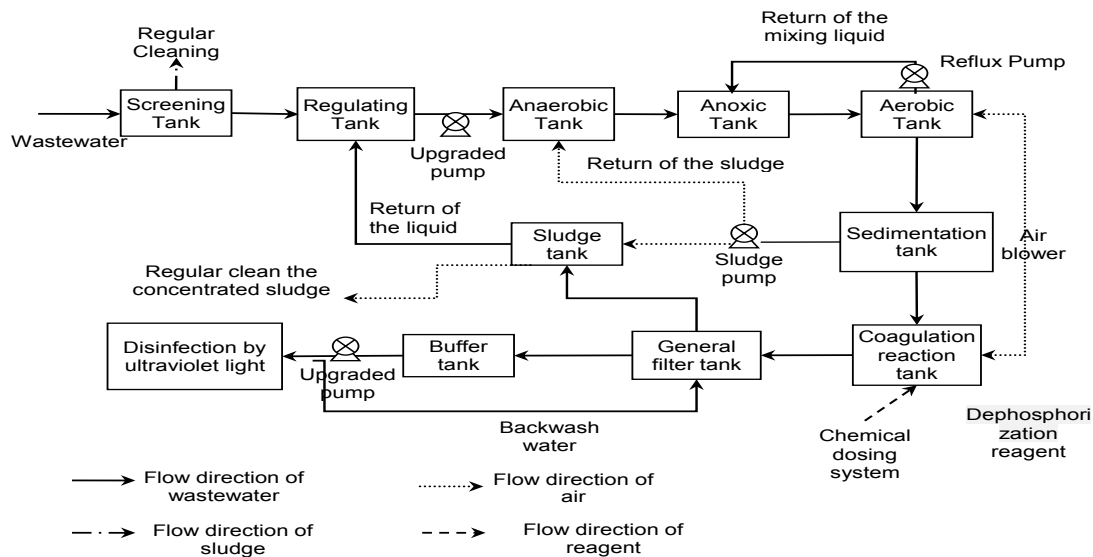 Regular
Cleaning
Return of the
mixing liquid
Reflux Pump
Screening
Tank
Regulating
Tank
Anaerobic
Tank
Anoxic
Tank
Aerobic
Tank
Wastewater
Upgraded
pump
Return of the sludge
Return of
the liquid
Sludge
tank
Sludge
pump
Sedimentation
tank
Air
blower
Regular clean the
concentrated sludge
Disinfection by
ultraviolet light
Upgraded
pump
Buffer
tank
General
filter tank
Coagulation
reaction
tank
Backwash
water
Chemical
dosing
system
Dephosphori
zation
reagent
Flow direction of
wastewater
Flow direction of
air
Flow direction of
sludge
Flow direction of
reagent